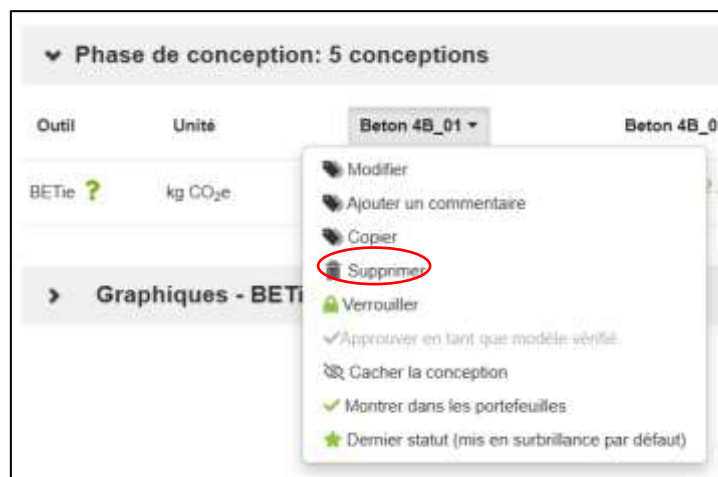 Phase de conception: 5 conceptions
Outil Unité Beton 4B_01 Beton 4B_0
BETie ? kg CO₂e
Modifier
Ajouter un commentaire
Copier
Supprimer
Graphiques - BETi
Verrouiller
Approuver en tant que modèle vérifié
Cacher la conception
Montrer dans les portefeuilles
Dernier statut (mis en surbrillance par défaut)